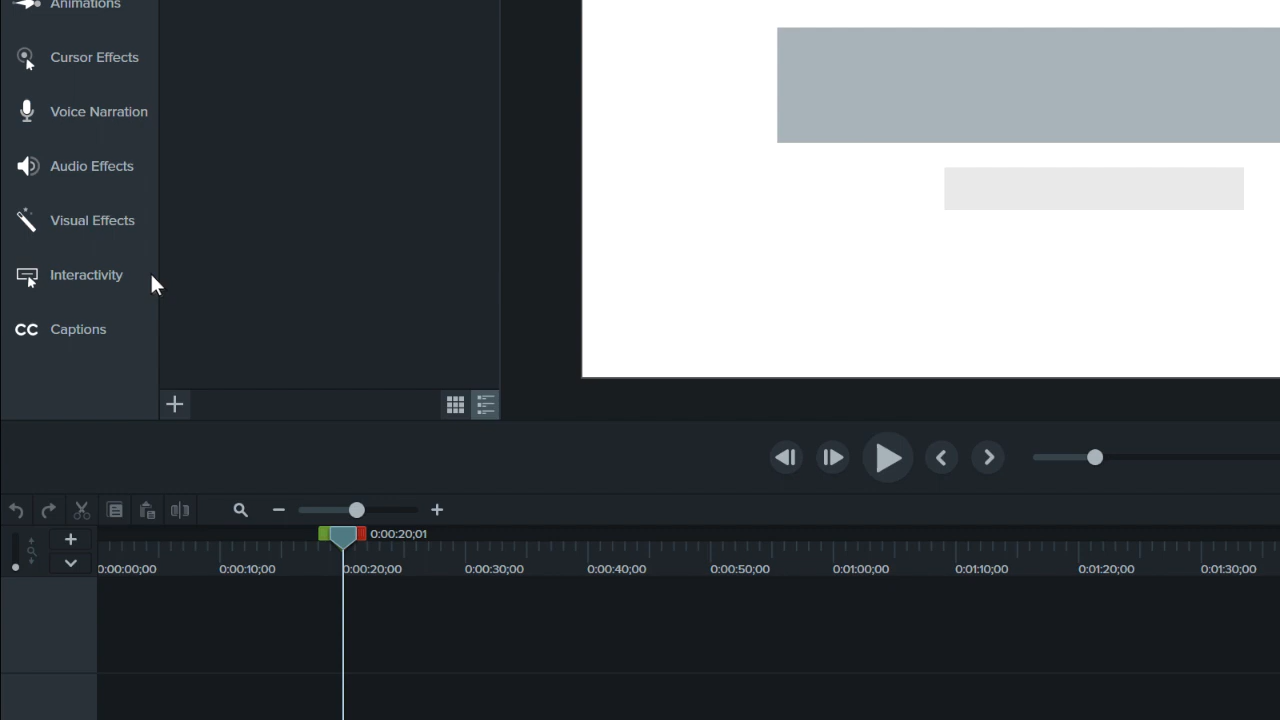 Animations
Cursor Effects
Voice Narration
Audio Effects
Visual Effects
Interactivity
CC Captions
0:00:20;01
0:00:00;00 0:00:10;00 0:00:20;00 0:00:30;00 0:00:40;00 0:00:50;00 0:01:00;00 0:01:10;00 0:01:20;00 0:01:30;00